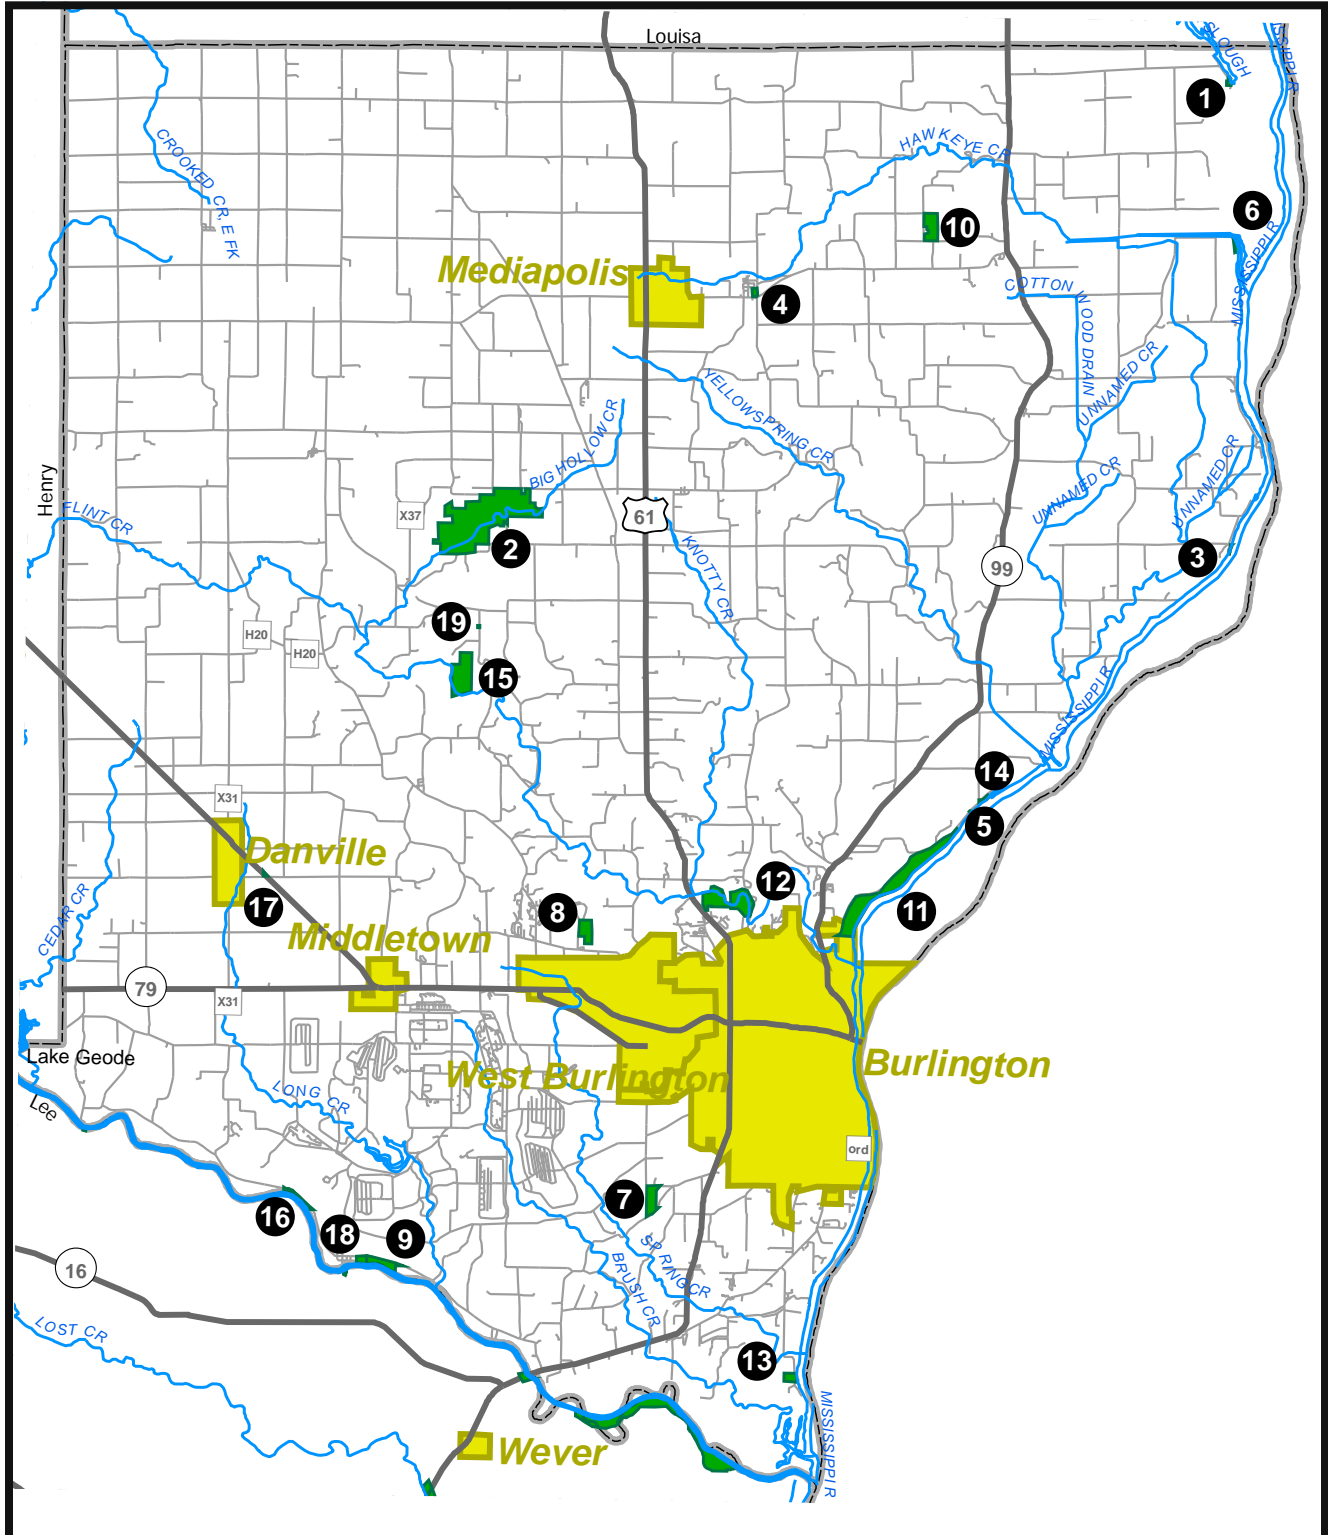 Louisa
SLOUGH
SSIPPI R
1
CROOKED CR, E FK
HAWKEYE CR
6
10
MISSISSIPPI R
Mediapolis
4
COTTON WOOD DRAIN
UNNAMED CR
YELLOWSPRING CR
BIG HOLLOW CR
Henry
FLINT CR
X37
61
2
KNOTTY CR
UNNAMED CR
UNNAMED CR
3
99
19
H20
H20
15
MISSISSIPPI R
14
X31
5
Danville
12
17
8
11
CEDAR CR
Middletown
79
X31
Lake Geode
West Burlington
Burlington
Lee
LONG CR
ord
7
16
18
9
16
SPRING CR
BRUSH CR
LOST CR
13
MISSISSIPPI R
Wever